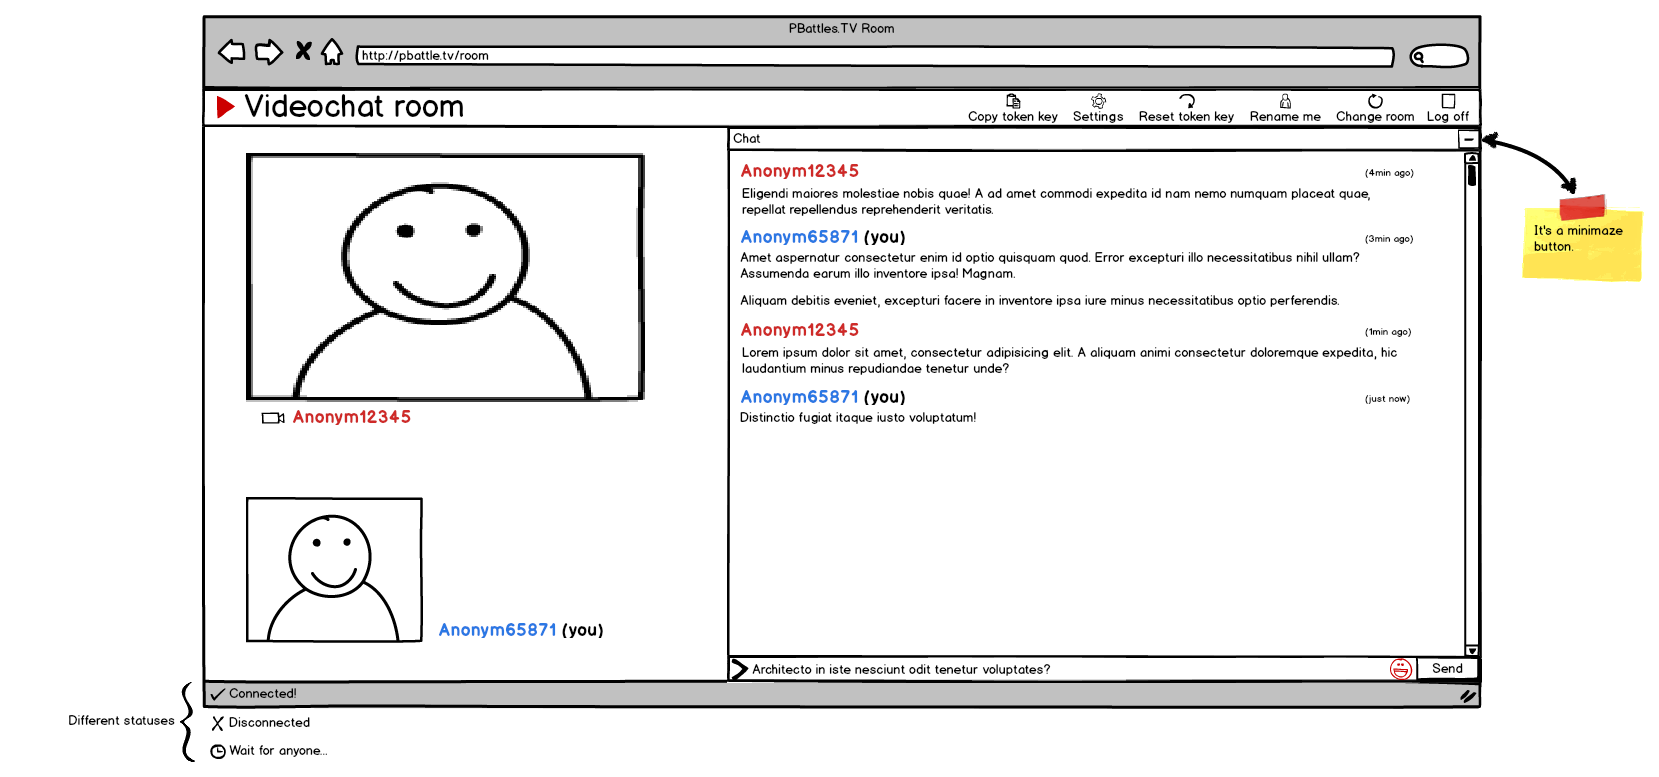 PBattles.TV Room
http://pbattle.tv/room
Videochat room
Copy token key
Settings
Reset token key
Rename me
Change room
Log off
Chat
Anonym12345
(4min ago)
Eligendi maiores molestiae nobis quae! A ad amet commodi expedita id nam nemo numquam placeat quae,
repellat repellendus reprehenderit veritatis.
Anonym65871 (you)
(3min ago)
Amet aspernatur consectetur enim id optio quisquam quod. Error excepturi illo necessitatibus nihil ullam?
Assumenda earum illo inventore ipsa! Magnam.
Aliquam debitis eveniet, excepturi facere in inventore ipsa iure minus necessitatibus optio perferendis.
Anonym12345
(1min ago)
Lorem ipsum dolor sit amet, consectetur adipisicing elit. A aliquam animi consectetur doloremque expedita, hic
laudantium minus repudiandae tenetur unde?
Anonym65871 (you)
(just now)
Distinctio fugiat itaque iusto voluptatum!
Architecto in iste nesciunt odit tenetur voluptates?
Send
Anonym12345
Anonym65871 (you)
It's a minimaze
button.
Connected!
Different statuses
Disconnected
Wait for anyone...